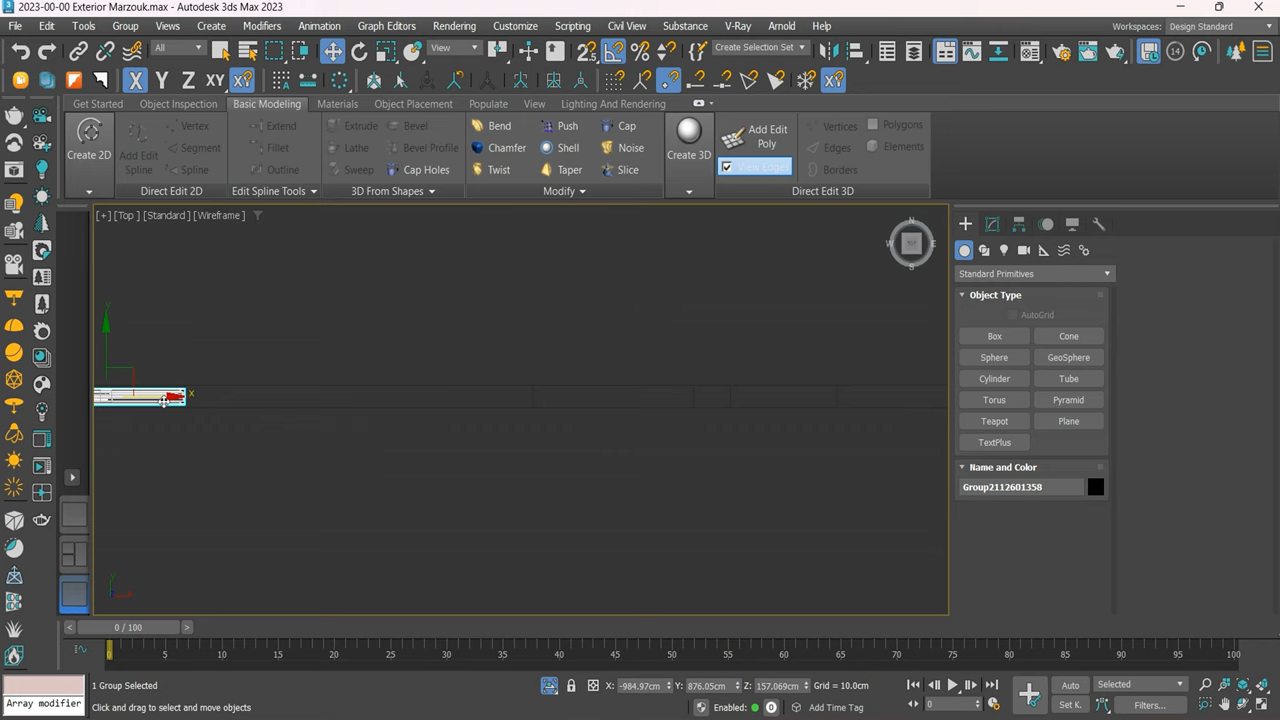 2023-00-00 Exterior Marzouk.max - Autodesk 3ds Max 2023
File Edit Tools Group Views Create Modifiers Animation Graph Editors Rendering Customize Scripting Civil View Substance V-Ray Arnold Help Workspaces: Design Standard
All View Create Selection Set 14
X Y Z XY X?
Get Started Object Inspection Basic Modeling Materials Object Placement Populate View Lighting And Rendering
Create 2D Add Edit Spline Vertex Segment Spline Direct Edit 2D
Extend Fillet Outline Edit Spline Tools
Extrude Lathe Sweep Bevel Bevel Profile Cap Holes 3D From Shapes
Bend Chamfer Twist Push Shell Taper Cap Noise Slice Modify
Create 3D Add Edit Poly View Edges Vertices Edges Borders Polygons Elements Direct Edit 3D
[+] [Top ] [Standard ] [Wireframe ]
N
W TOP E
S
y
x
Standard Primitives
Object Type
AutoGrid
Box Cone
Sphere GeoSphere
Cylinder Tube
Torus Pyramid
Teapot Plane
TextPlus
Name and Color
Group2112601358
< 0 / 100 >
0 5 10 15 20 25 30 35 40 45 50 55 60 65 70 75 80 85 90 95 100
1 Group Selected X: -984.97cm Y: 876.05cm Z: 157.069cm Grid = 10.0cm Auto Selected
Array modifier Click and drag to select and move objects Enabled: 0 Add Time Tag 0 Set K. Filters...